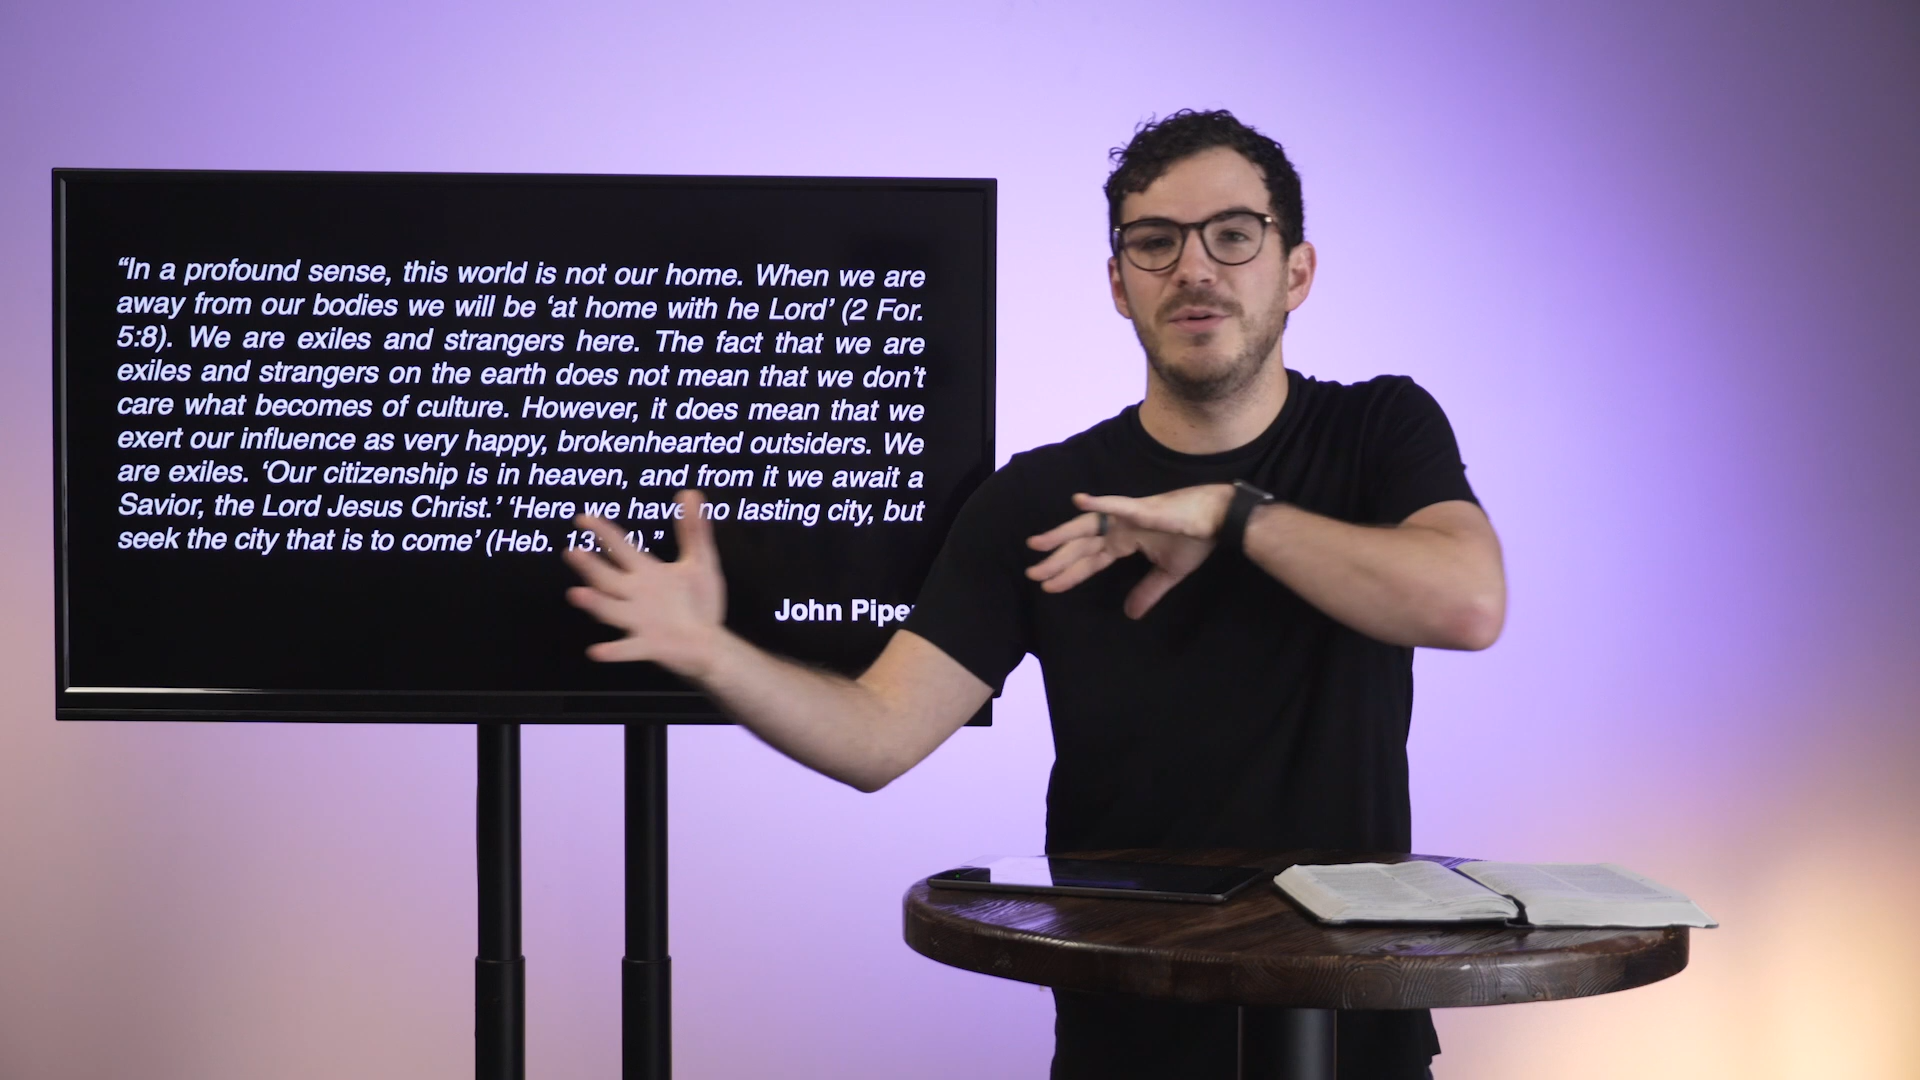 “In a profound sense, this world is not our home. When we are
away from our bodies we will be ‘at home with he Lord’ (2 For.
5:8). We are exiles and strangers here. The fact that we are
exiles and strangers on the earth does not mean that we don’t
care what becomes of culture. However, it does mean that we
exert our influence as very happy, brokenhearted outsiders. We
are exiles. ‘Our citizenship is in heaven, and from it we await a
Savior, the Lord Jesus Christ.’ ‘Here we have no lasting city, but
seek the city that is to come’ (Heb. 13:14).”
John Piper